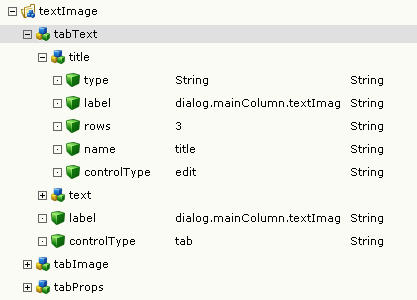 textImage
tabText
title
type String String
label dialog.mainColumn.textImag String
rows 3 String
name title String
controlType edit String
text
label dialog.mainColumn.textImag String
controlType tab String
tabImage
tabProps